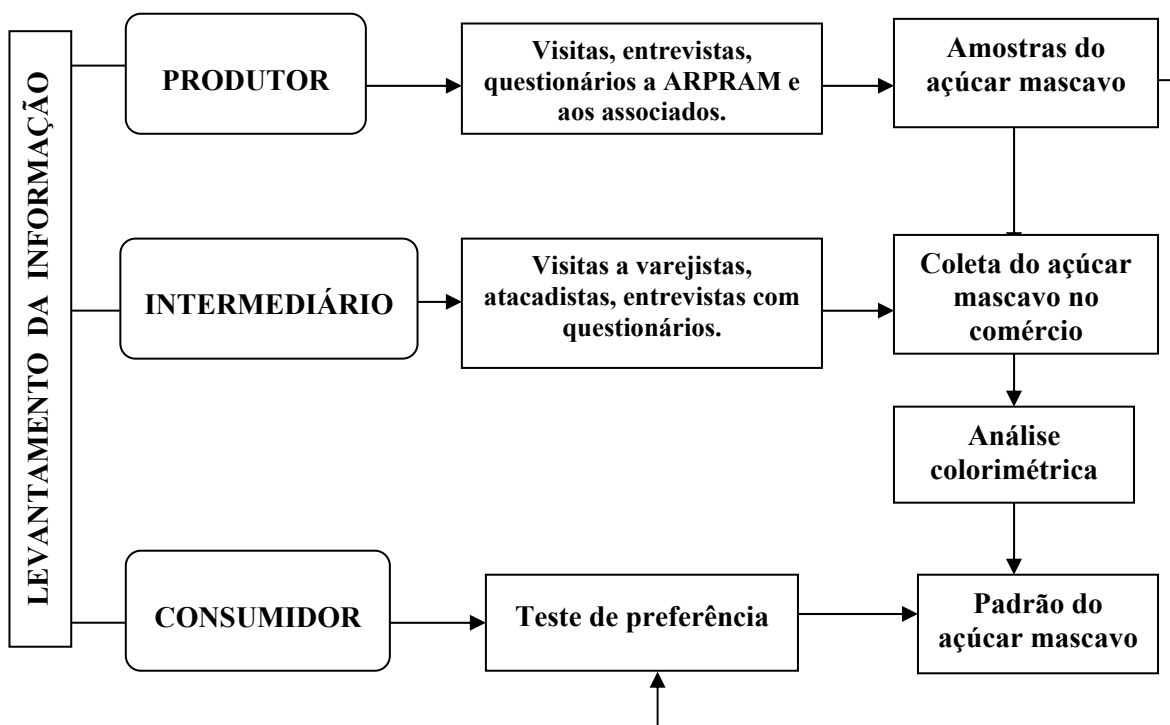 LEVANTAMENTO DA INFORMAÇÃO
PRODUTOR
Visitas, entrevistas,
questionários a ARPRAM e
aos associados.
Amostras do
açúcar mascavo
INTERMEDIÁRIO
Visitas a varejistas,
atacadistas, entrevistas com
questionários.
Coleta do açúcar
mascavo no
comércio
Análise
colorimétrica
CONSUMIDOR
Teste de preferência
Padrão do
açúcar mascavo